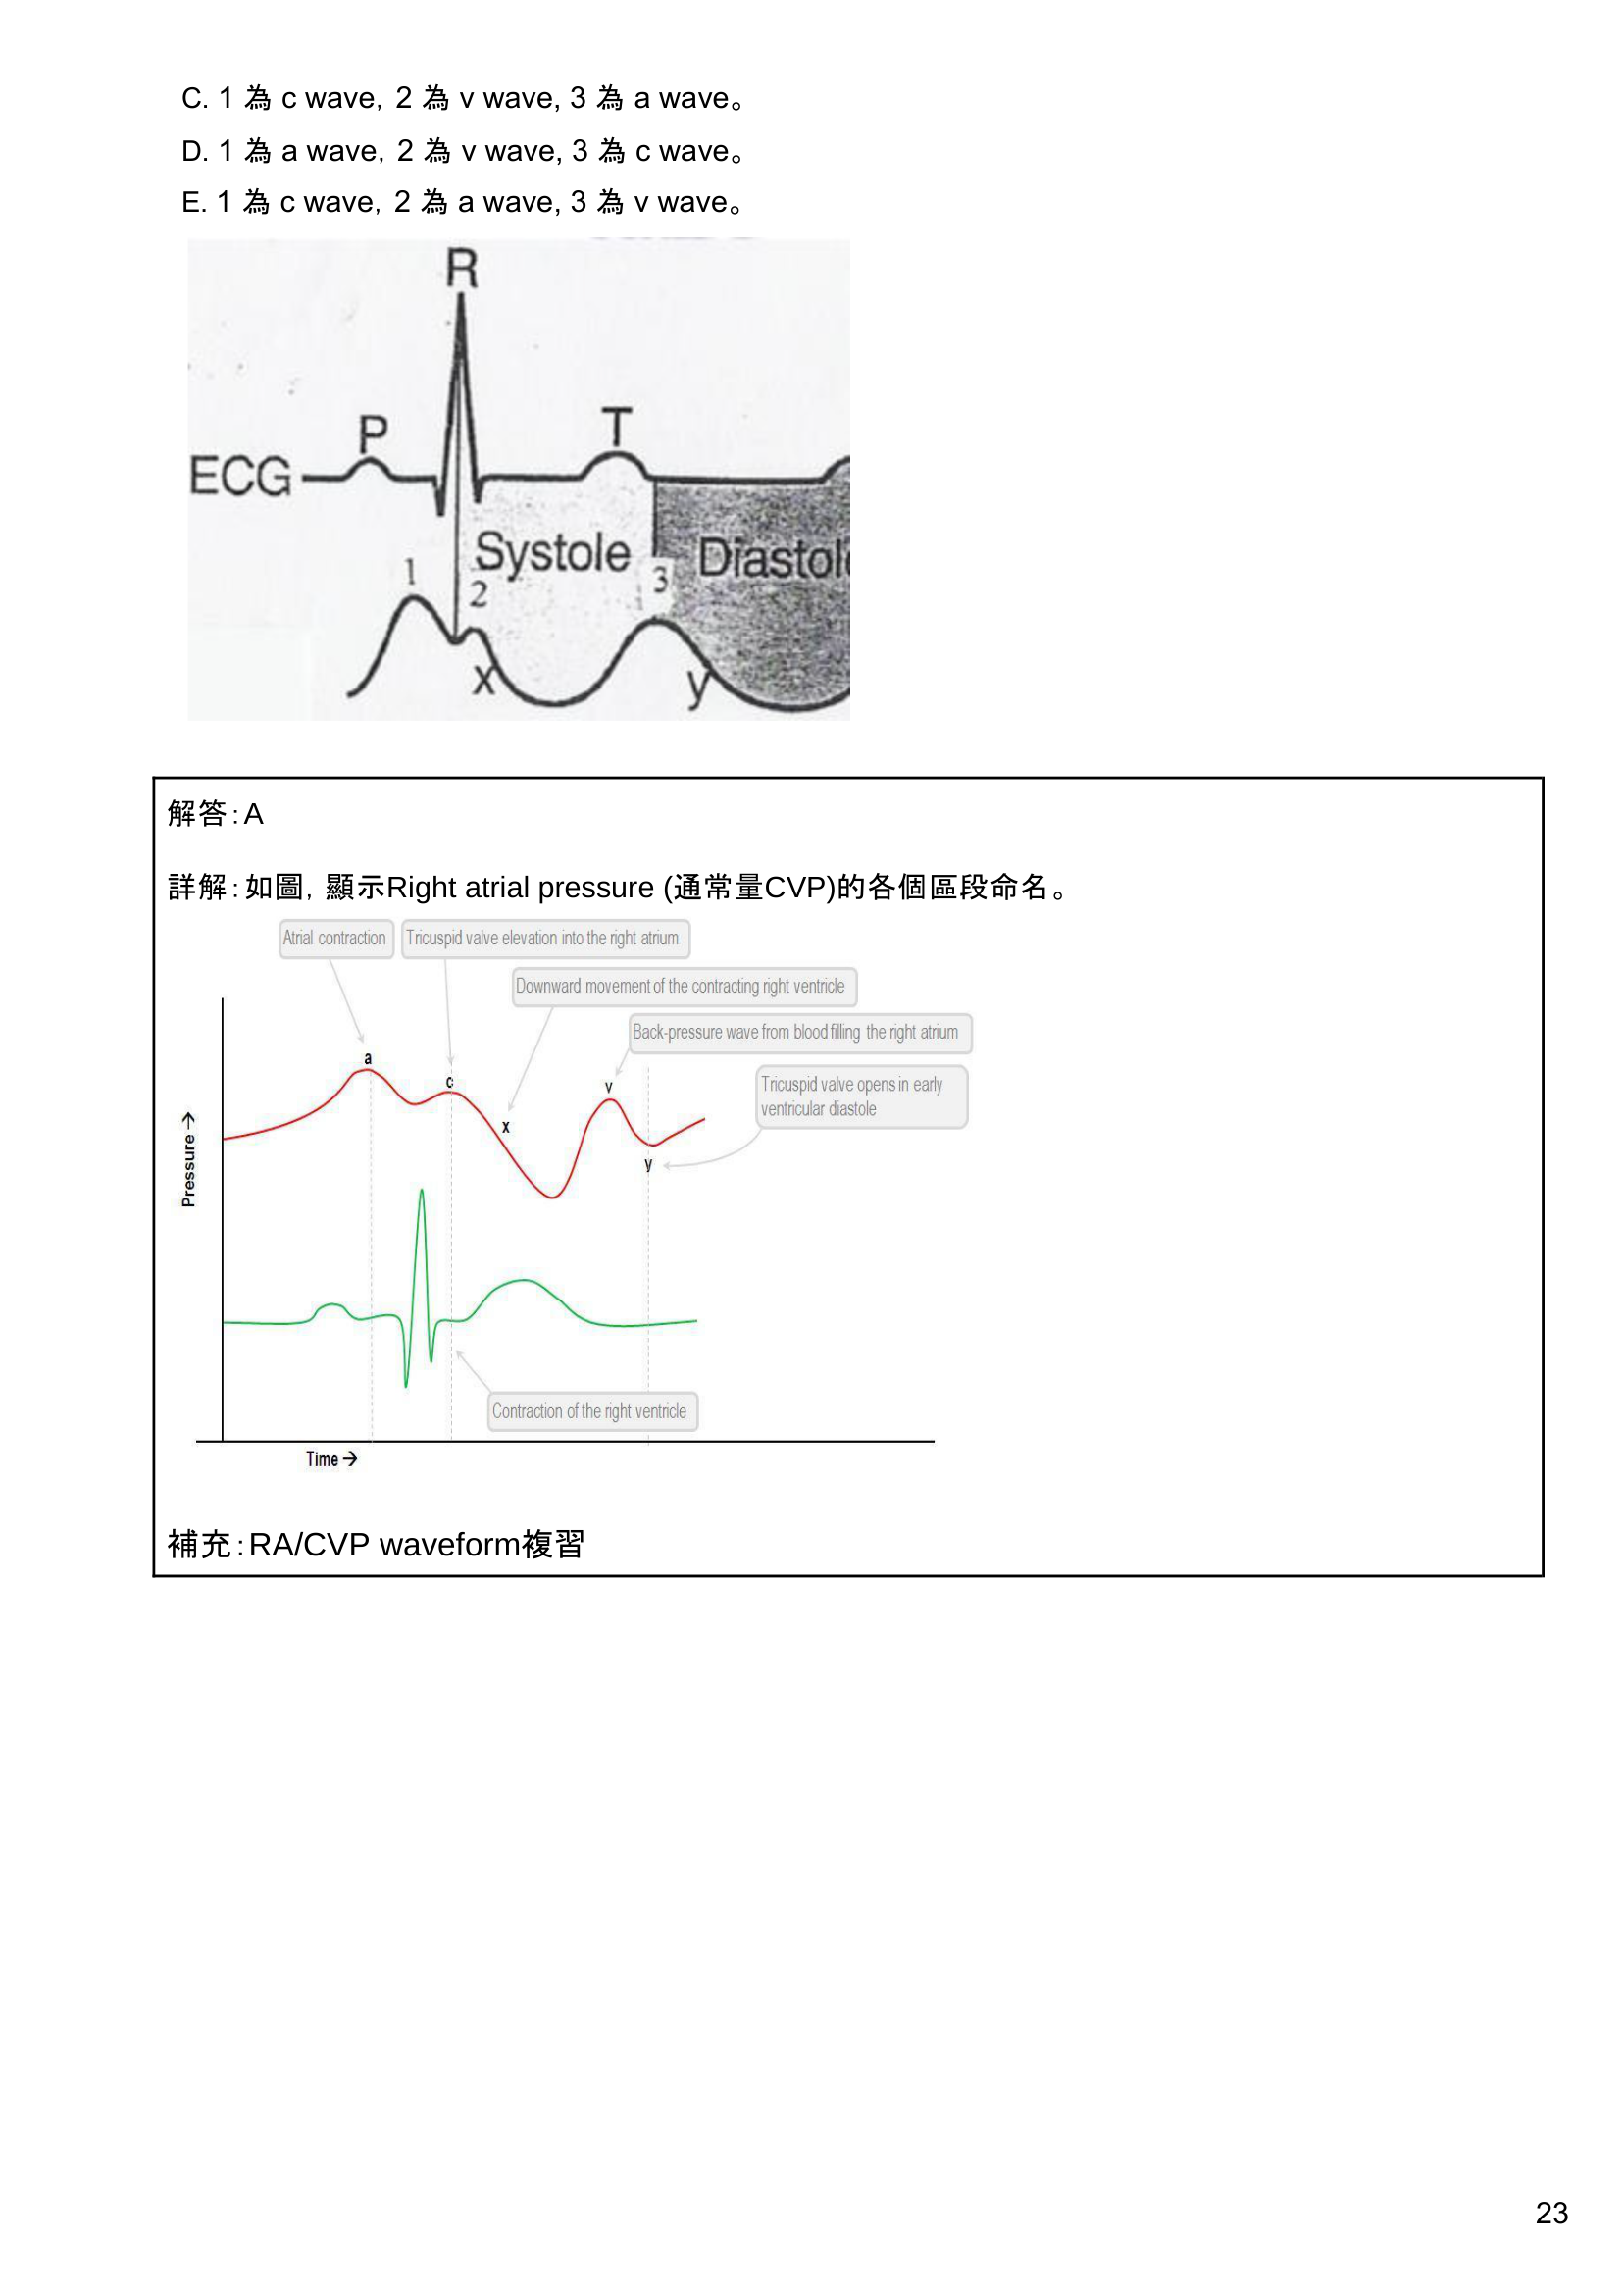 C. 1 為 c wave, 2 為 v wave, 3 為 a wave。
D. 1 為 a wave, 2 為 v wave, 3 為 c wave。
E. 1 為 c wave, 2 為 a wave, 3 為 v wave。
R
P
T
ECG
Systole
Diastol
1
2
3
x
y
解答:A
詳解:如圖, 顯示Right atrial pressure (通常量CVP)的各個區段命名。
Atrial contraction
Tricuspid valve elevation into the right atrium
Downward movement of the contracting right ventricle
Back-pressure wave from blood filling the right atrium
Tricuspid valve opens in early
ventricular diastole
a
c
x
v
y
Pressure →
Contraction of the right ventricle
Time →
補充:RA/CVP waveform複習
23